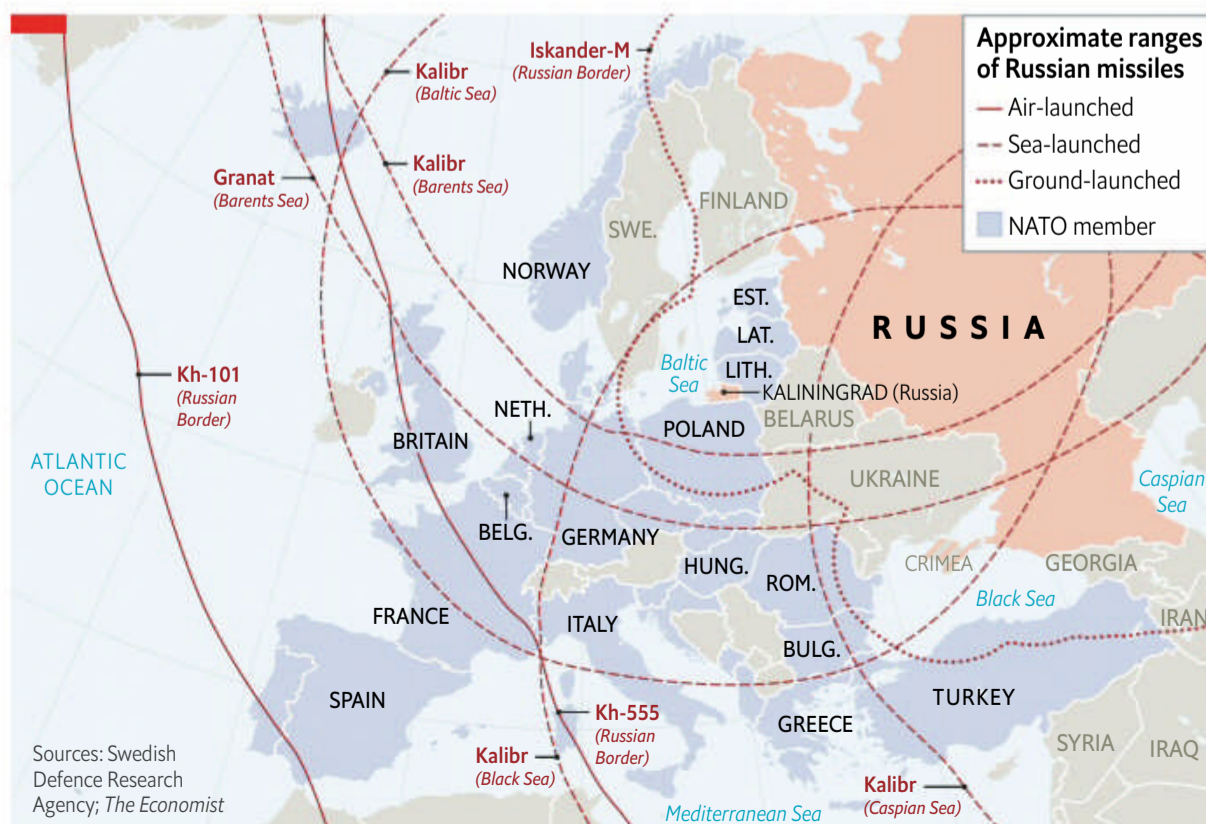 Approximate ranges
of Russian missiles
Air-launched
Sea-launched
Ground-launched
NATO member
Iskander-M
(Russian Border)
Kalibr
(Baltic Sea)
Kalibr
(Barents Sea)
Granat
(Barents Sea)
FINLAND
SWE.
NORWAY
EST.
LAT.
LITH.
RUSSIA
Baltic
Sea
KALININGRAD (Russia)
Kh-101
(Russian
Border)
NETH.
BELARUS
POLAND
BRITAIN
ATLANTIC
OCEAN
UKRAINE
Caspian
Sea
BELG.
GERMANY
HUNG.
CRIMEA
GEORGIA
ROM.
Black Sea
FRANCE
ITALY
IRAN
BULG.
SPAIN
TURKEY
Kh-555
(Russian
Border)
GREECE
Kalibr
(Black Sea)
SYRIA
IRAQ
Kalibr
(Caspian Sea)
Mediterranean Sea
Sources: Swedish
Defence Research
Agency; The Economist